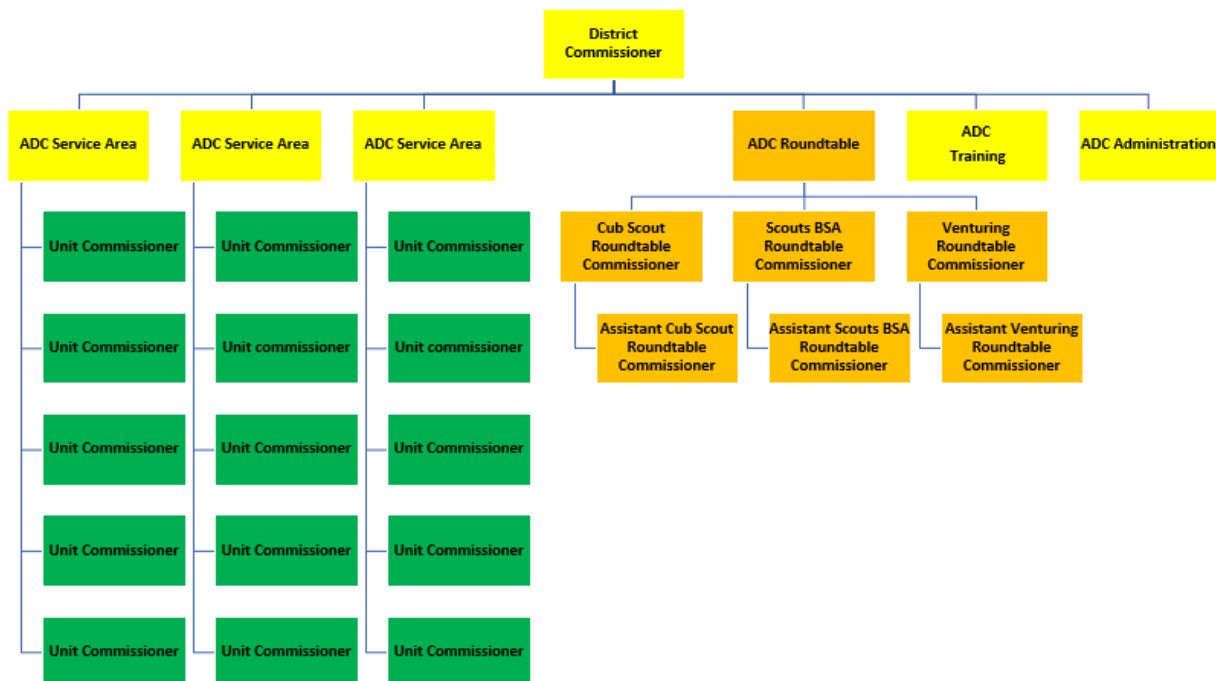 District
Commissioner
ADC Service Area
ADC Service Area
ADC Service Area
ADC Roundtable
ADC
Training
ADC Administration
Unit Commissioner
Unit Commissioner
Unit Commissioner
Cub Scout
Roundtable
Commissioner
Scouts BSA
Roundtable
Commissioner
Venturing
Roundtable
Commissioner
Unit Commissioner
Unit commissioner
Unit commissioner
Assistant Cub Scout
Roundtable
Commissioner
Assistant Scouts BSA
Roundtable
Commissioner
Assistant Venturing
Roundtable
Commissioner
Unit Commissioner
Unit Commissioner
Unit Commissioner
Unit Commissioner
Unit Commissioner
Unit Commissioner
Unit Commissioner
Unit Commissioner
Unit Commissioner